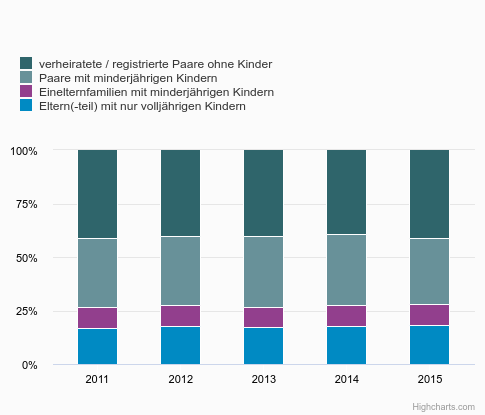 verheiratete / registrierte Paare ohne Kinder
Paare mit minderjährigen Kindern
Einelternfamilien mit minderjährigen Kindern
Eltern(-teil) mit nur volljährigen Kindern
100%
75%
50%
25%
0%
2011 2012 2013 2014 2015
Highcharts.com